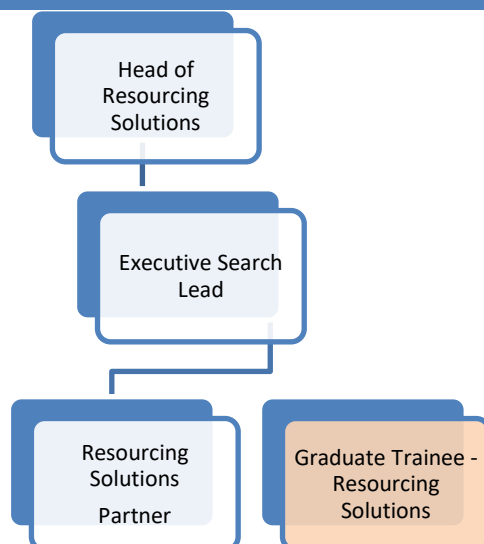 Head of
Resourcing
Solutions
Executive Search
Lead
Resourcing
Solutions
Partner
Graduate Trainee -
Resourcing
Solutions